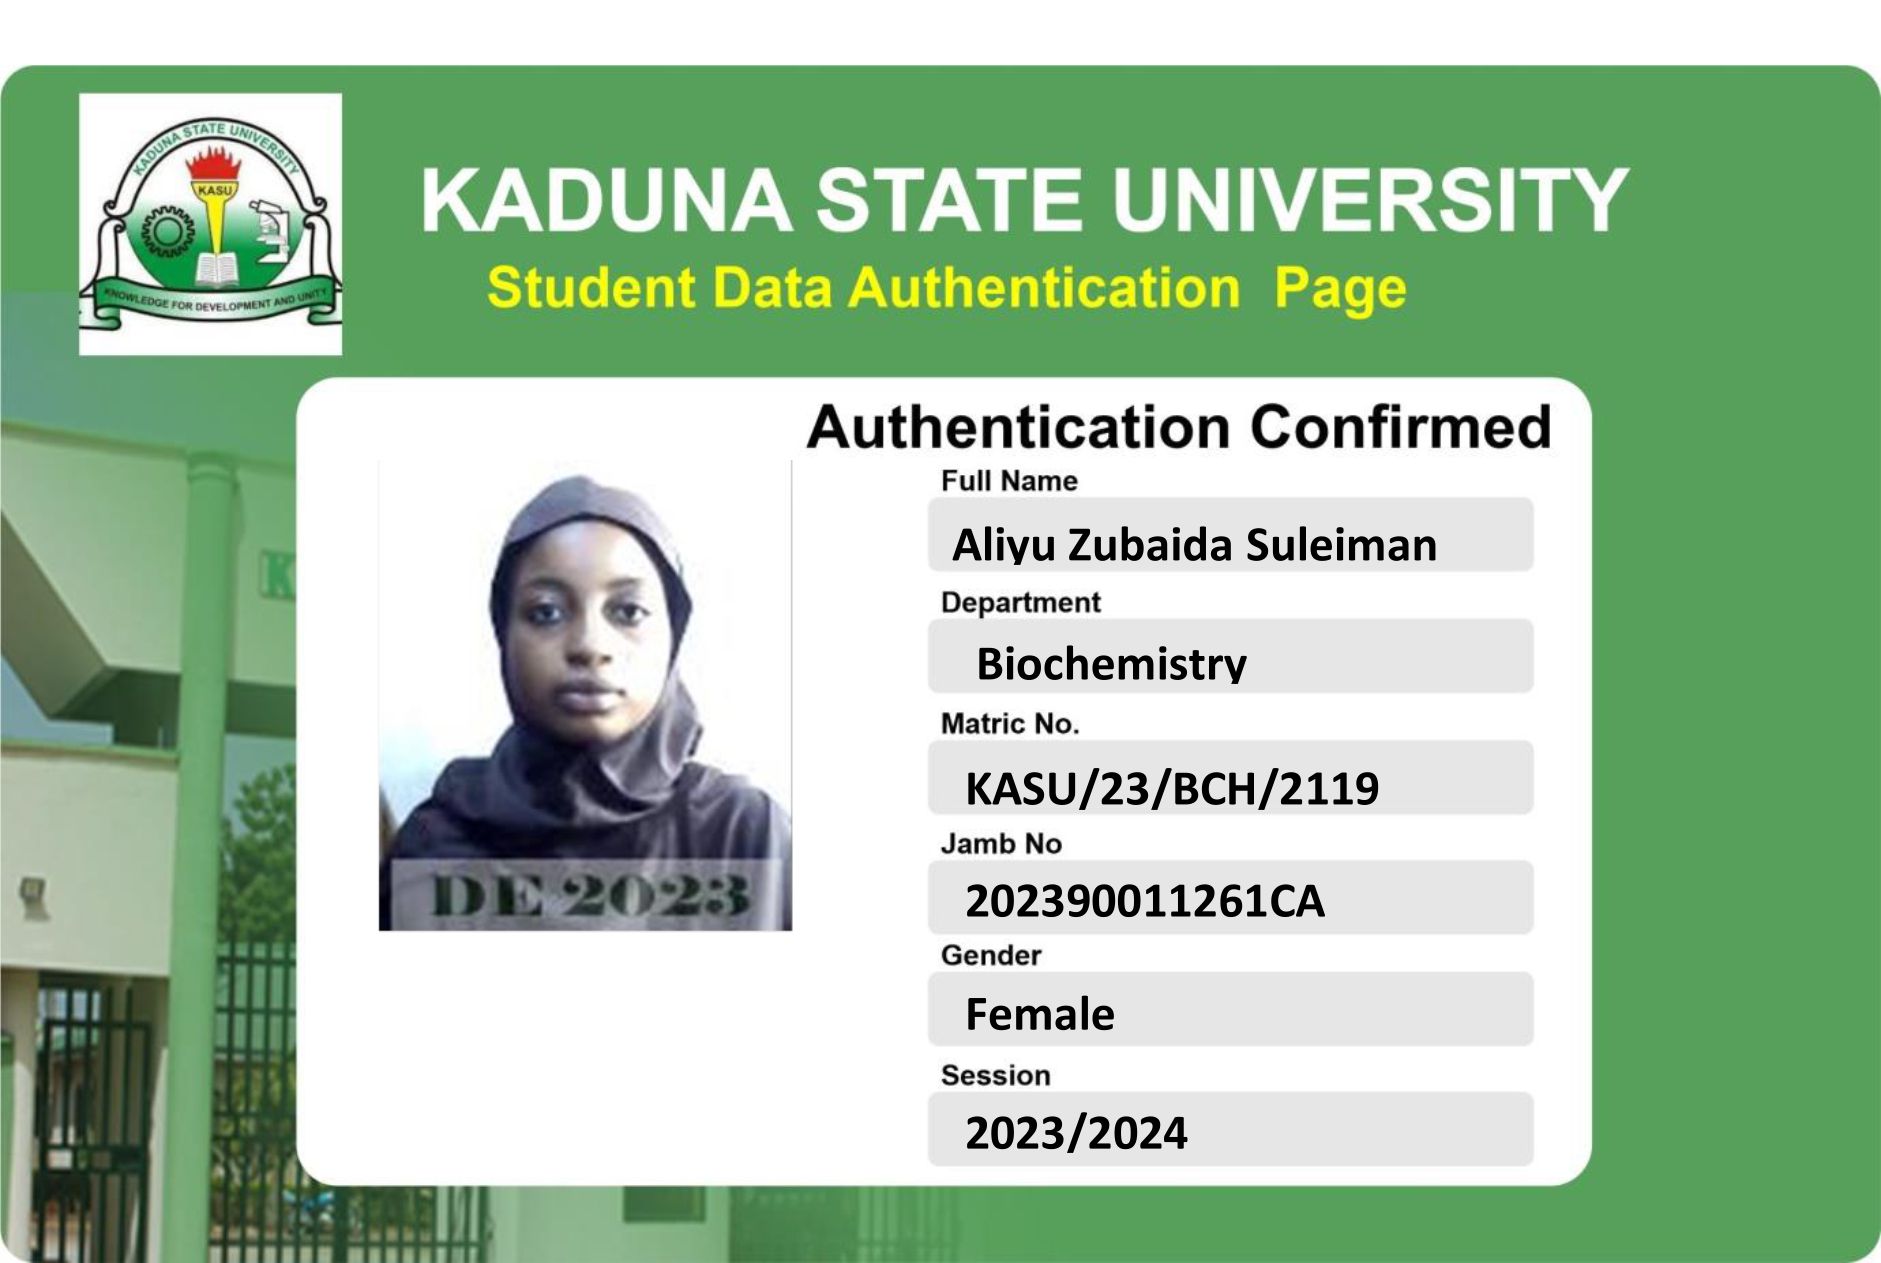 KADUNA STATE UNIVERSITY
KASU
KNOWLEDGE FOR DEVELOPMENT AND UNITY
KADUNA STATE UNIVERSITY
Student Data Authentication Page
Authentication Confirmed
Full Name
Aliyu Zubaida Suleiman
Department
Biochemistry
Matric No.
KASU/23/BCH/2119
Jamb No
202390011261CA
Gender
Female
Session
2023/2024
DE 2023
K